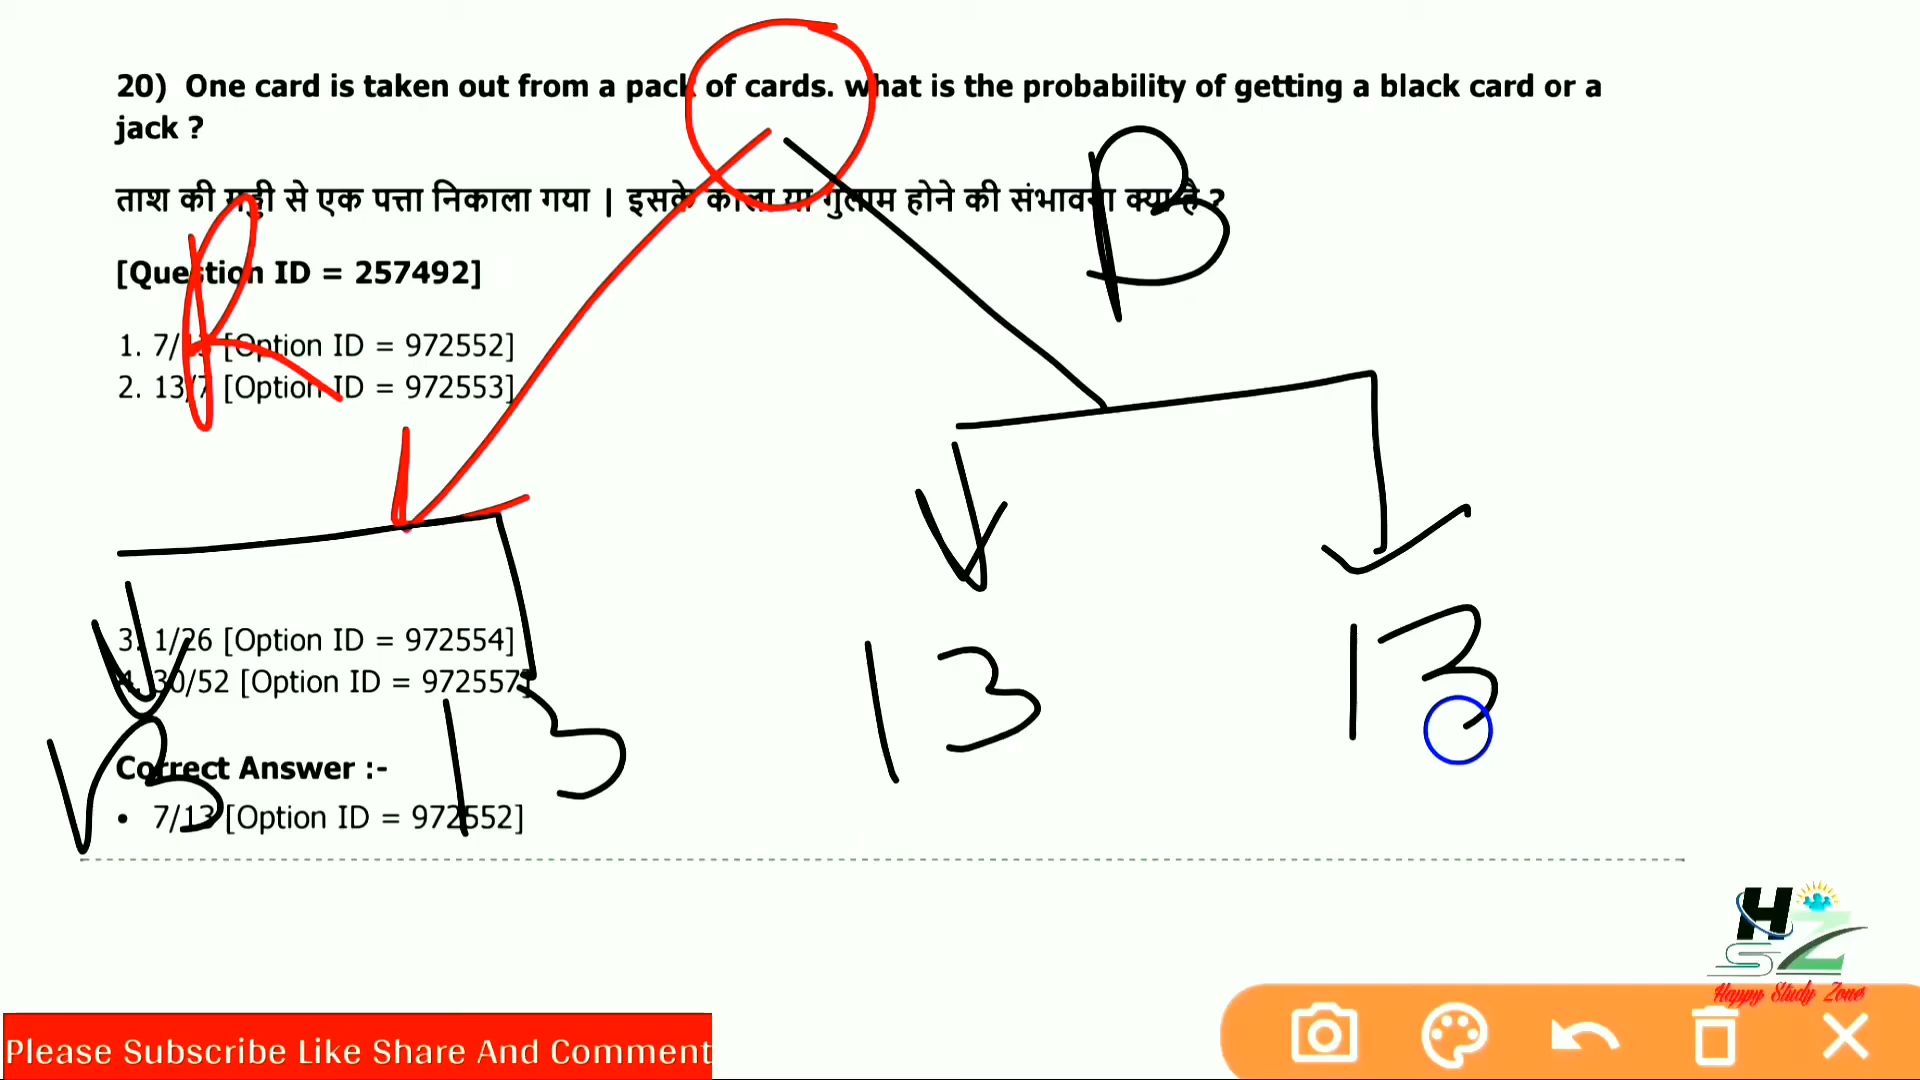 20) One card is taken out from a pack of cards. what is the probability of getting a black card or a
jack ?
ताश की गड्डी से एक पत्ता निकाला गया | इसके काला या गुलाम होने की संभावना क्या है ?
[Question ID = 257492]
1. 7/13 [Option ID = 972552]
2. 13/7 [Option ID = 972553]
3. 1/26 [Option ID = 972554]
4. 30/52 [Option ID = 972557]
Correct Answer :-
• 7/13 [Option ID = 972552]
R
B
13
13
13
13
HSZ
Happy Study Zone
Please Subscribe Like Share And Comment